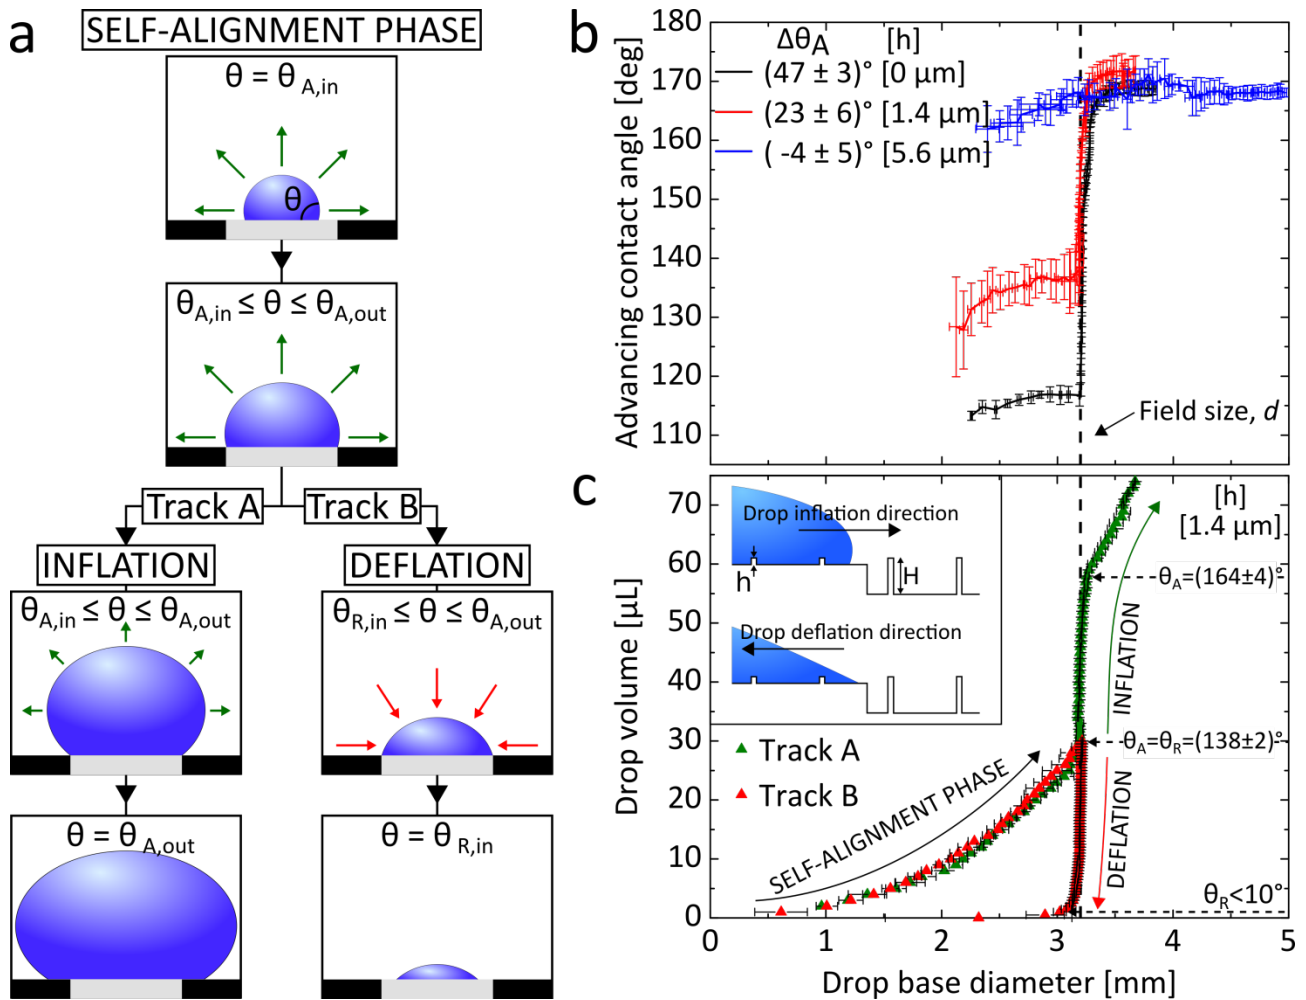 a
SELF-ALIGNMENT PHASE
θ = θA,in
θ
θA,in ≤ θ ≤ θA,out
Track A
Track B
INFLATION
DEFLATION
θA,in ≤ θ ≤ θA,out
θR,in ≤ θ ≤ θA,out
θ = θA,out
θ = θR,in
b
Advancing contact angle [deg]
180
170
160
150
140
130
120
110
ΔθA [h]
(47 ± 3)° [0 μm]
(23 ± 6)° [1.4 μm]
( -4 ± 5)° [5.6 μm]
Field size, d
c
Drop volume [μL]
70
60
50
40
30
20
10
0
Drop inflation direction
h
H
Drop deflation direction
Track A
Track B
SELF-ALIGNMENT PHASE
[h]
[1.4 μm]
θA=(164±4)°
INFLATION
θA=θR=(138±2)°
DEFLATION
θR<10°
0 1 2 3 4 5
Drop base diameter [mm]